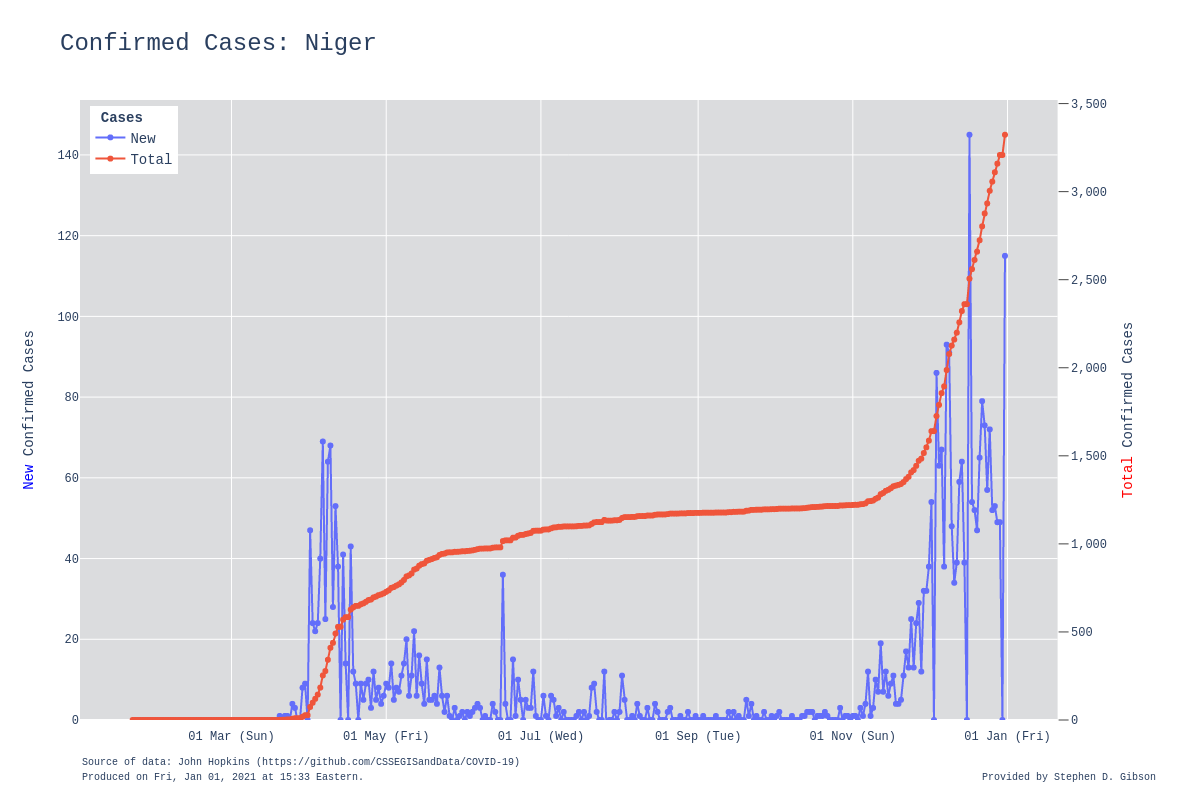 Confirmed Cases: Niger
Cases
New
Total
140
120
100
80
60
40
20
0
New Confirmed Cases
3,500
3,000
2,500
2,000
1,500
1,000
500
0
Total Confirmed Cases
01 Mar (Sun)
01 May (Fri)
01 Jul (Wed)
01 Sep (Tue)
01 Nov (Sun)
01 Jan (Fri)
Source of data: John Hopkins (https://github.com/CSSEGISandData/COVID-19)
Produced on Fri, Jan 01, 2021 at 15:33 Eastern.
Provided by Stephen D. Gibson